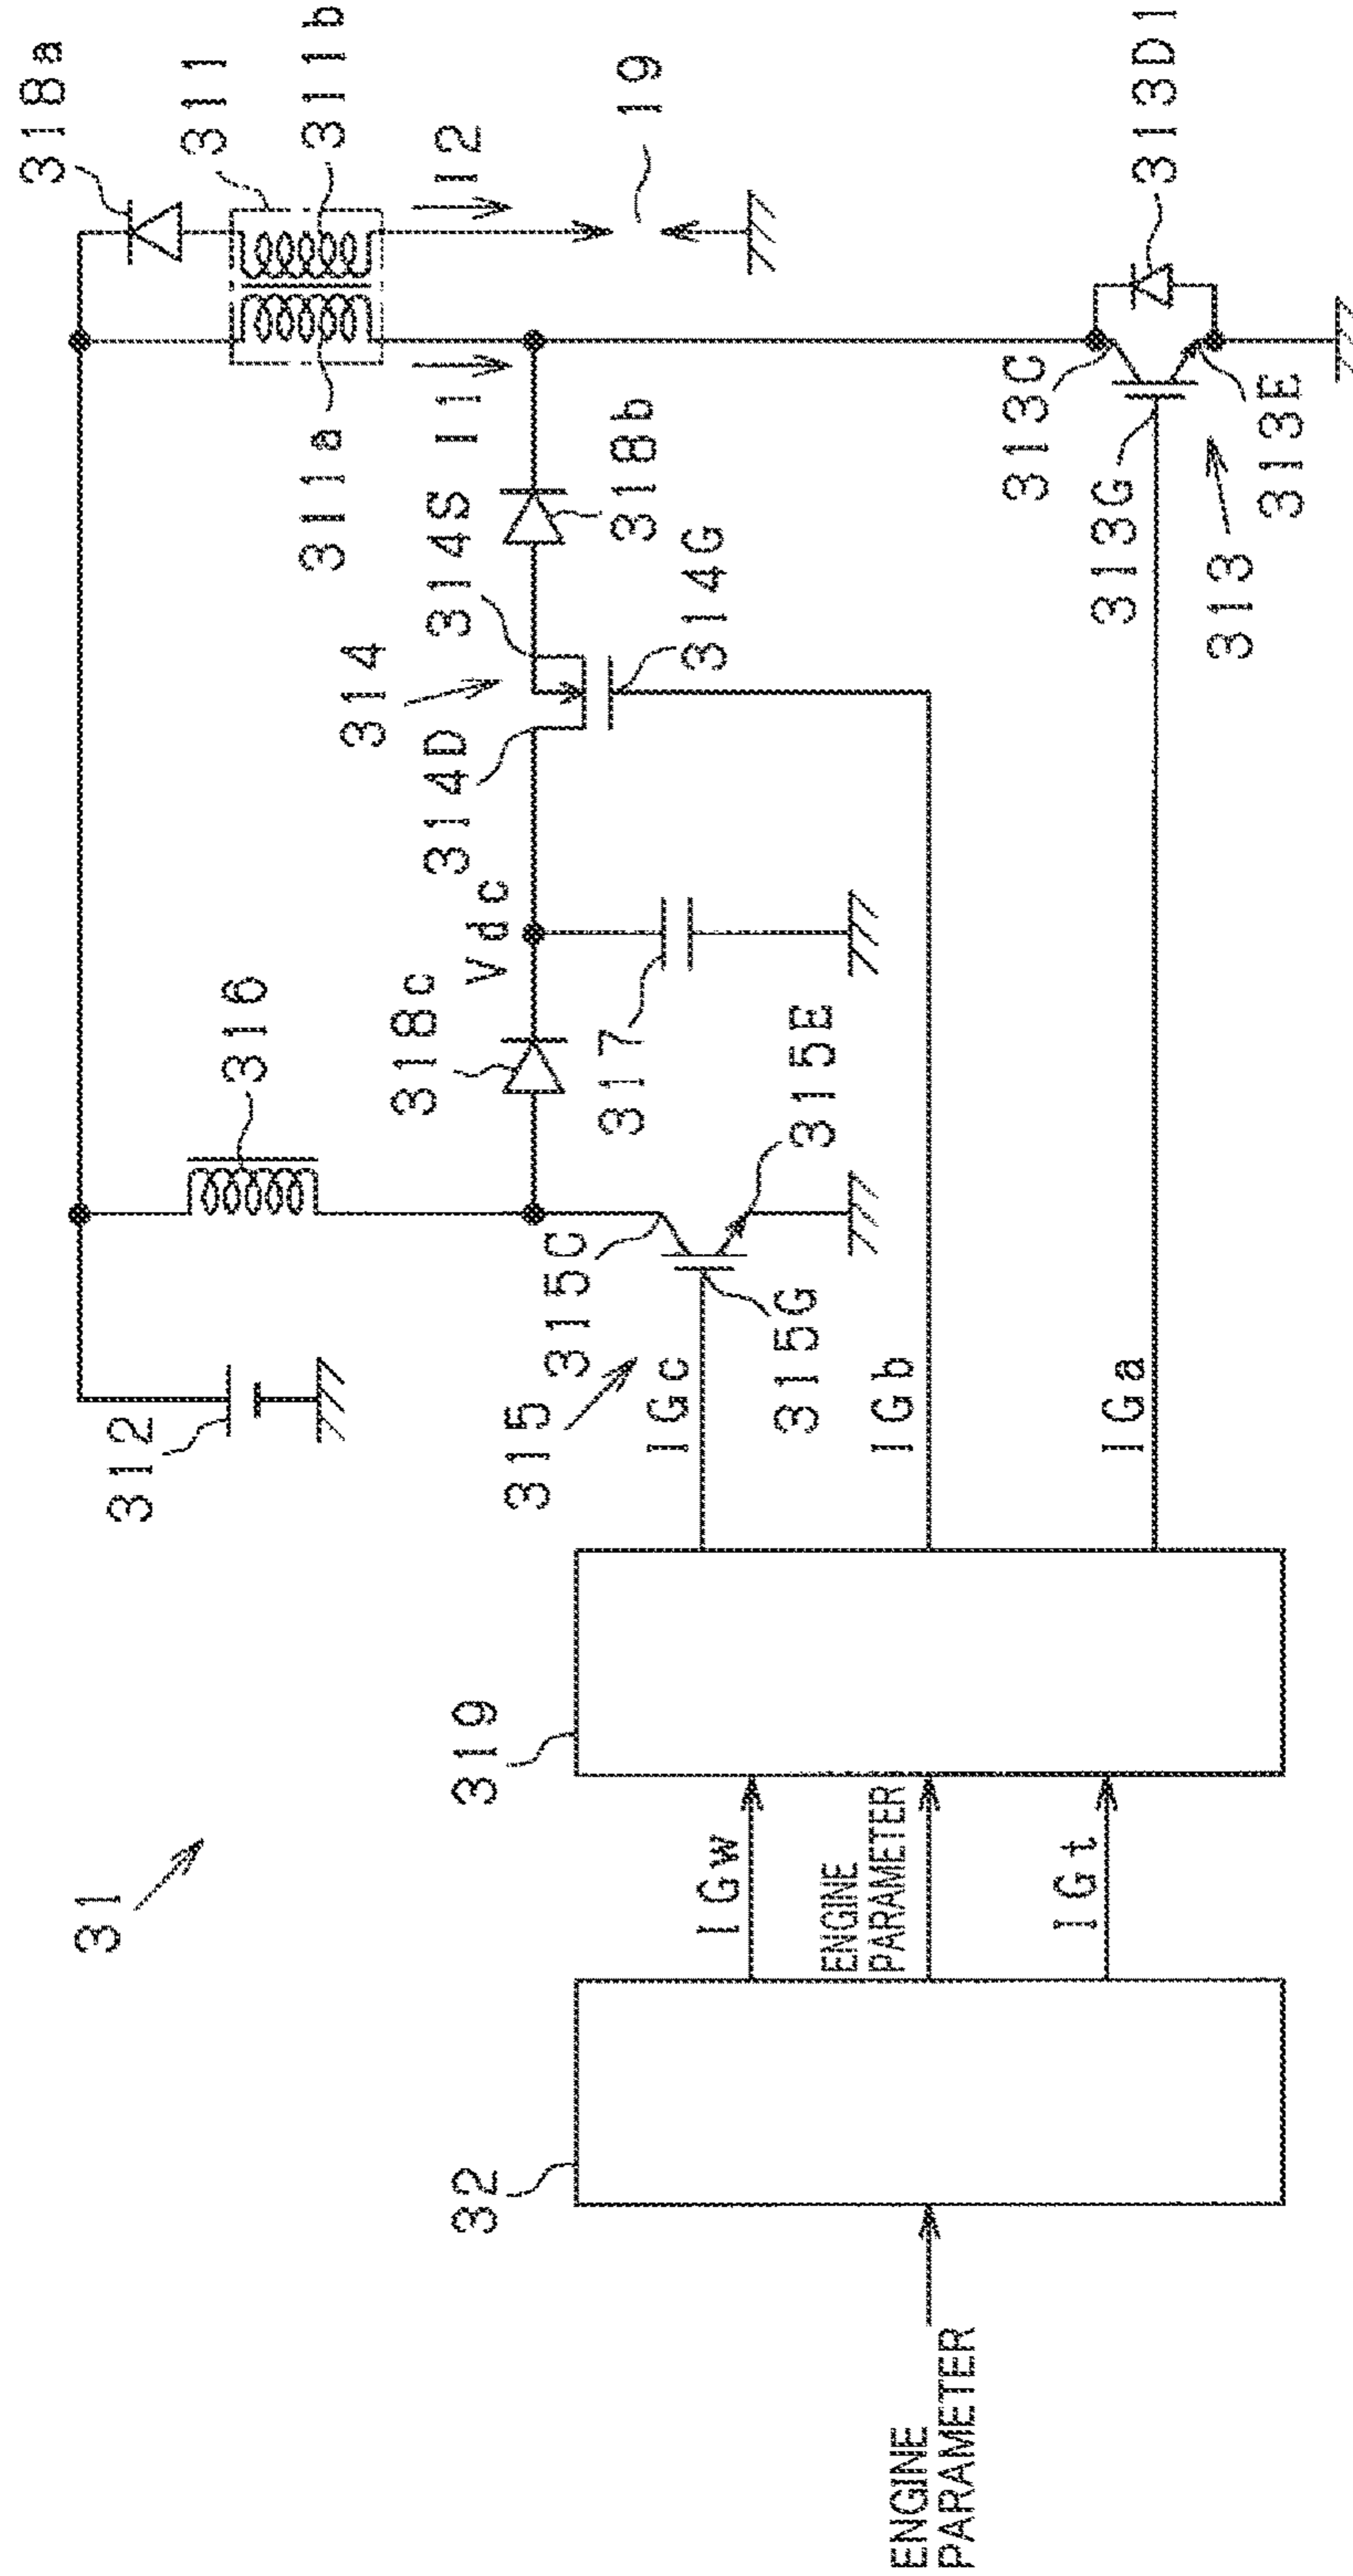 31
312
316
318a
311
311b
311a
I1
I2
19
318c
Vdc
314D
314
314S
318b
314G
317
315
315C
315G
315E
313C
313G
313
313E
313D1
IGc
IGb
IGa
319
32
IGw
ENGINE
PARAMETER
IGt
ENGINE
PARAMETER